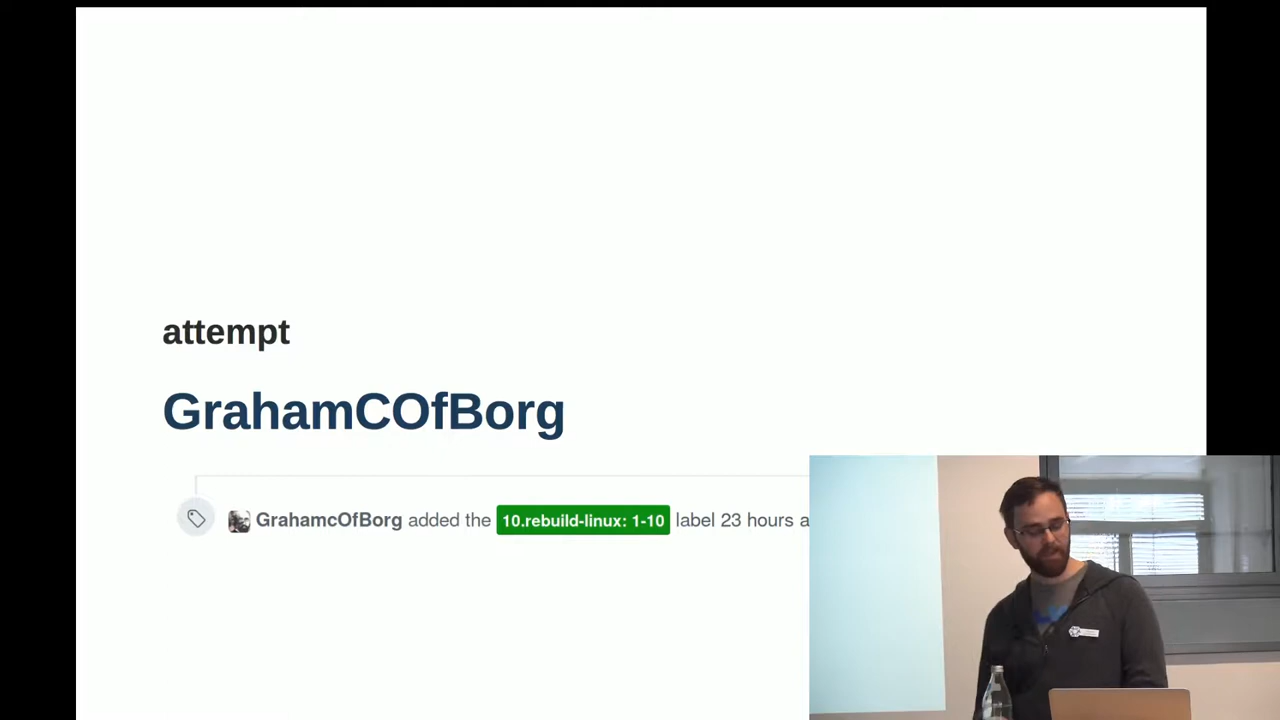 attempt
GrahamCOfBorg
GrahamcOfBorg added the 10.rebuild-linux: 1-10 label 23 hours a